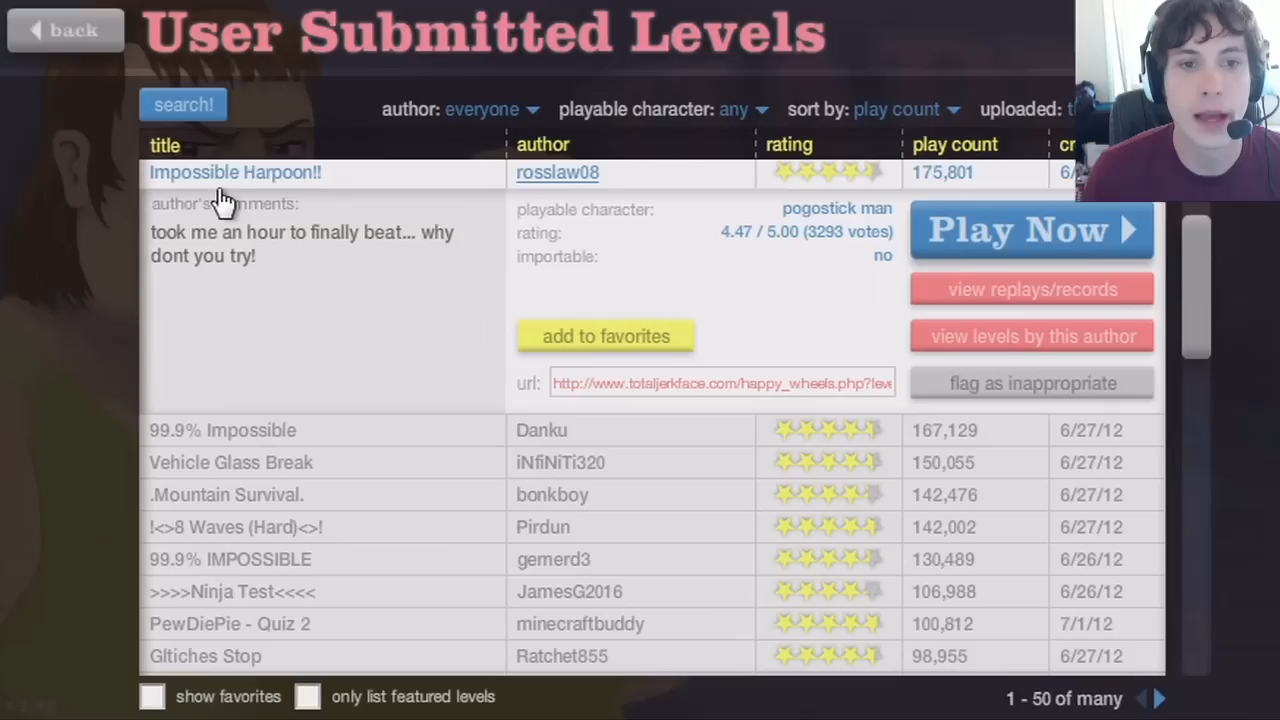 back
User Submitted Levels
search!
author: everyone playable character: any sort by: play count uploaded:
title author rating play count
Impossible Harpoon!! rosslaw08 175,801 6/
author's comments:
took me an hour to finally beat... why
dont you try!
playable character: pogostick man
rating: 4.47 / 5.00 (3293 votes)
importable: no
add to favorites
url: http://www.totaljerkface.com/happy_wheels.php?leve
Play Now
view replays/records
view levels by this author
flag as inappropriate
99.9% Impossible Danku 167,129 6/27/12
Vehicle Glass Break iNfiNiTi320 150,055 6/27/12
.Mountain Survival. bonkboy 142,476 6/27/12
!<>8 Waves (Hard)<>! Pirdun 142,002 6/27/12
99.9% IMPOSSIBLE gemerd3 130,489 6/26/12
>>>>Ninja Test<<<< JamesG2016 106,988 6/26/12
PewDiePie - Quiz 2 minecraftbuddy 100,812 7/1/12
Gltiches Stop Ratchet855 98,955 6/27/12
show favorites only list featured levels 1 - 50 of many